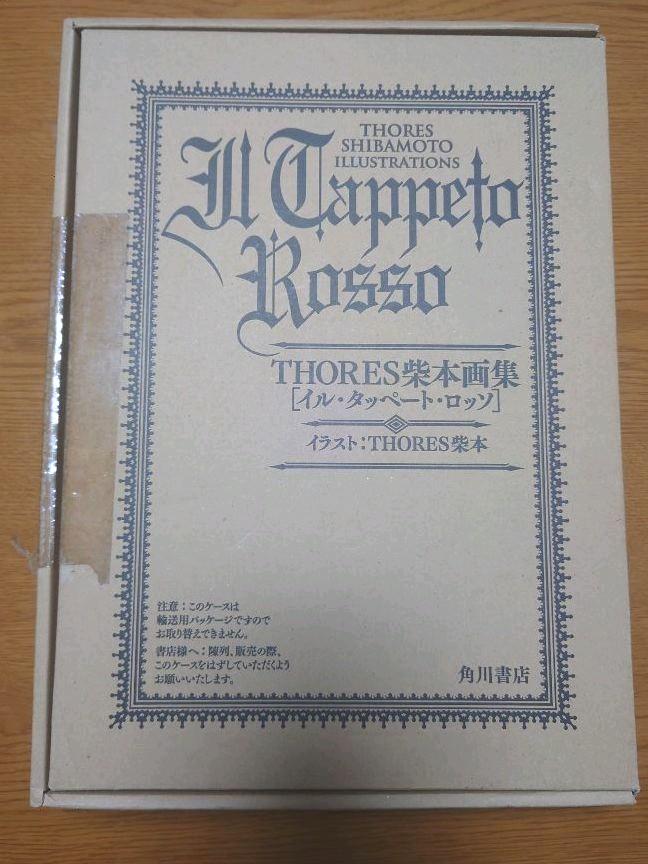 THORES
SHIBAMOTO
ILLUSTRATIONS
Il Tappeto
Rosso
THORES柴本画集
[イル・タッペート・ロッソ]
イラスト:THORES柴本
注意:このケースは
輸送用パッケージですので
お取り替えできません。
書店様へ:陳列、販売の際、
このケースをはずしていただくよう
お願いいたします。
角川書店